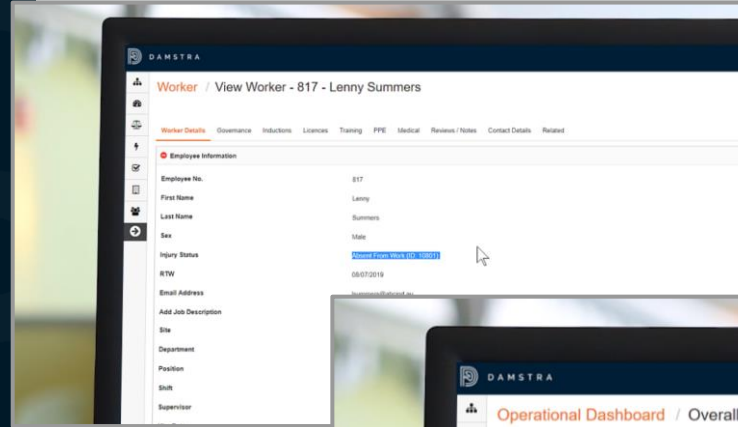 DAMSTRA
Worker / View Worker - 817 - Lenny Summers
Worker Details Governance Inductions Licences Training PPE Medical Reviews / Notes Contact Details Related
Employee Information
Employee No. 817
First Name Lenny
Last Name Summers
Sex Male
Injury Status Absent From Work (ID: 10801)
RTW 08/07/2019
Email Address
Add Job Description
Site
Department
Position
Shift
Supervisor
DAMSTRA
Operational Dashboard / Overall